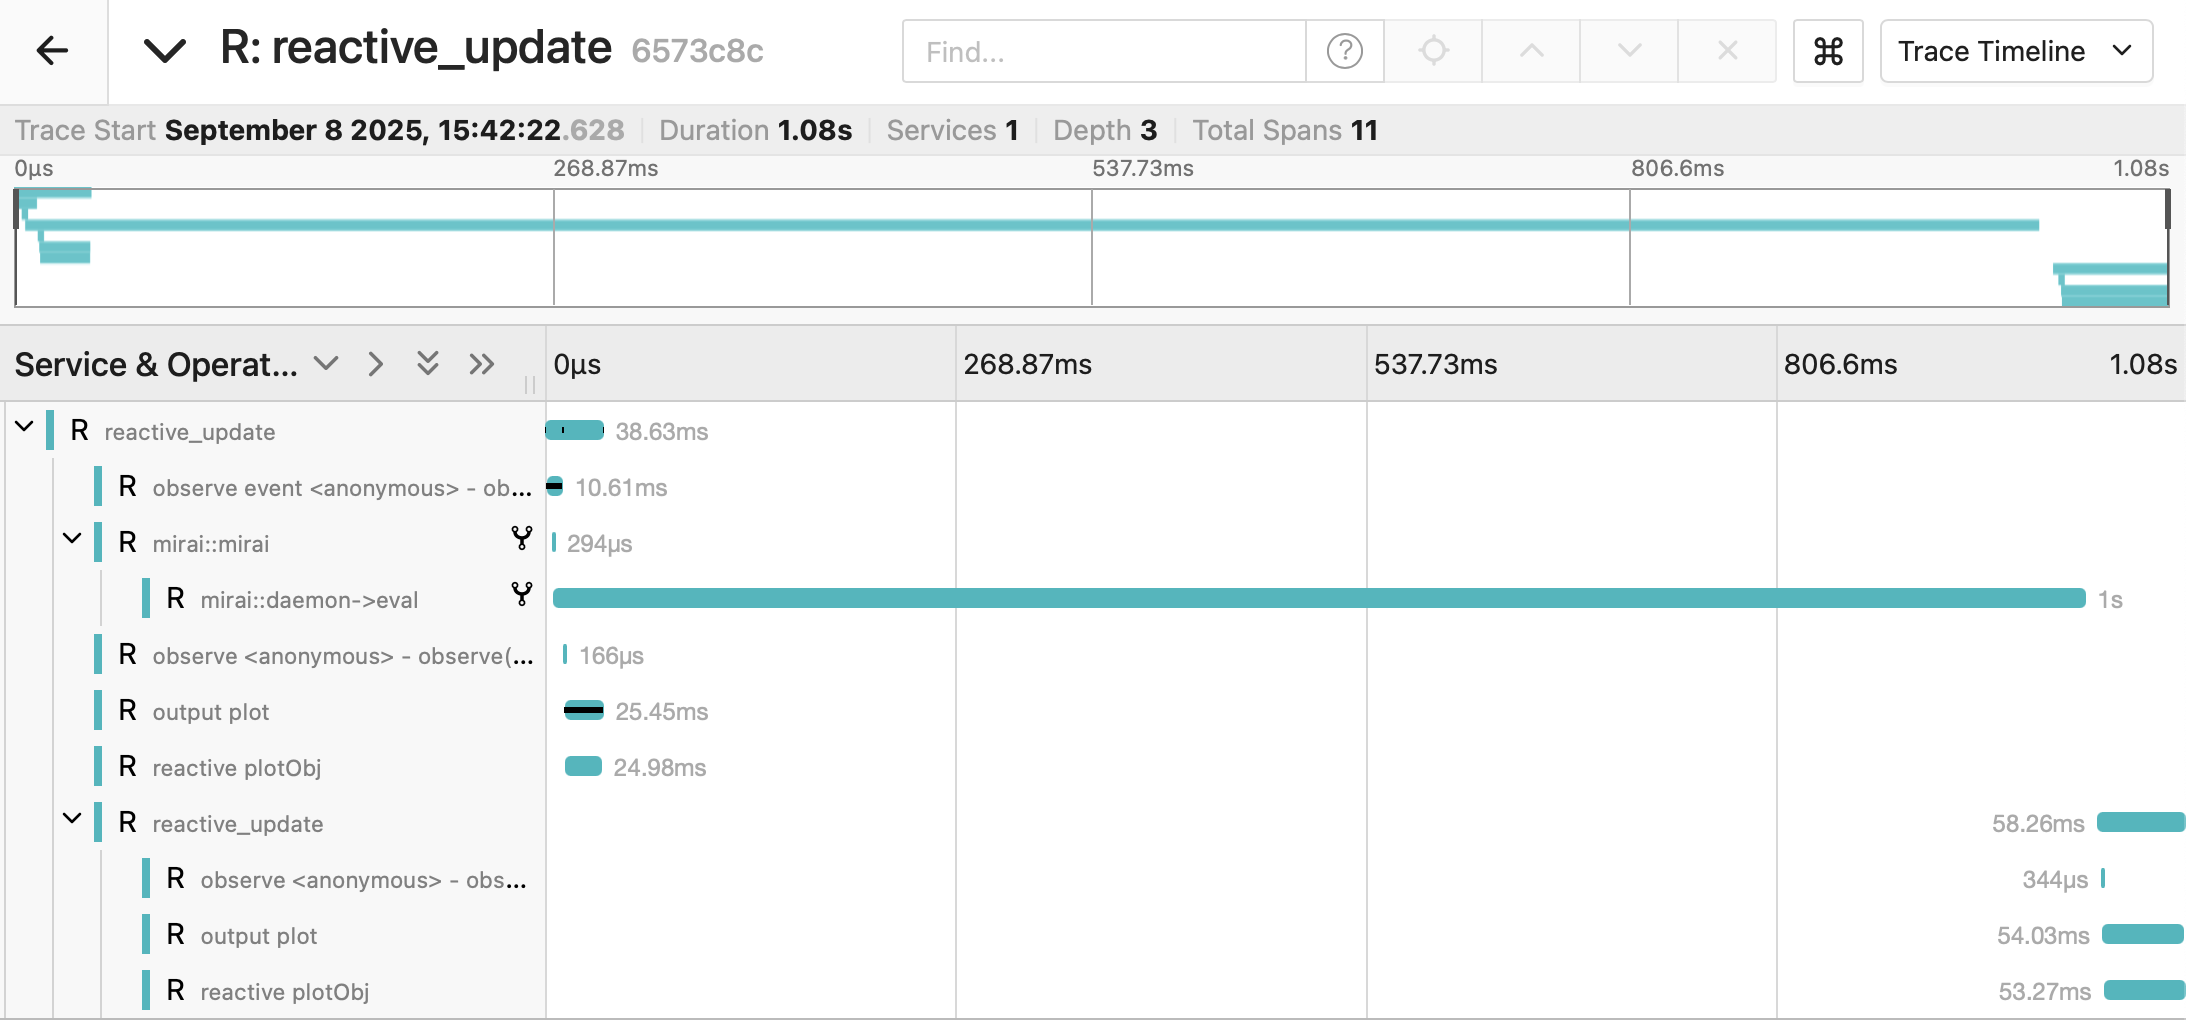 R: reactive_update 6573c8c
Find...
Trace Timeline
Trace Start September 8 2025, 15:42:22.628 Duration 1.08s Services 1 Depth 3 Total Spans 11
0μs 268.87ms 537.73ms 806.6ms 1.08s
Service & Operat... 0μs 268.87ms 537.73ms 806.6ms 1.08s
R reactive_update 38.63ms
R observe event <anonymous> - ob... 10.61ms
R mirai::mirai 294μs
R mirai::daemon->eval 1s
R observe <anonymous> - observe(... 166μs
R output plot 25.45ms
R reactive plotObj 24.98ms
R reactive_update 58.26ms
R observe <anonymous> - obs... 344μs
R output plot 54.03ms
R reactive plotObj 53.27ms